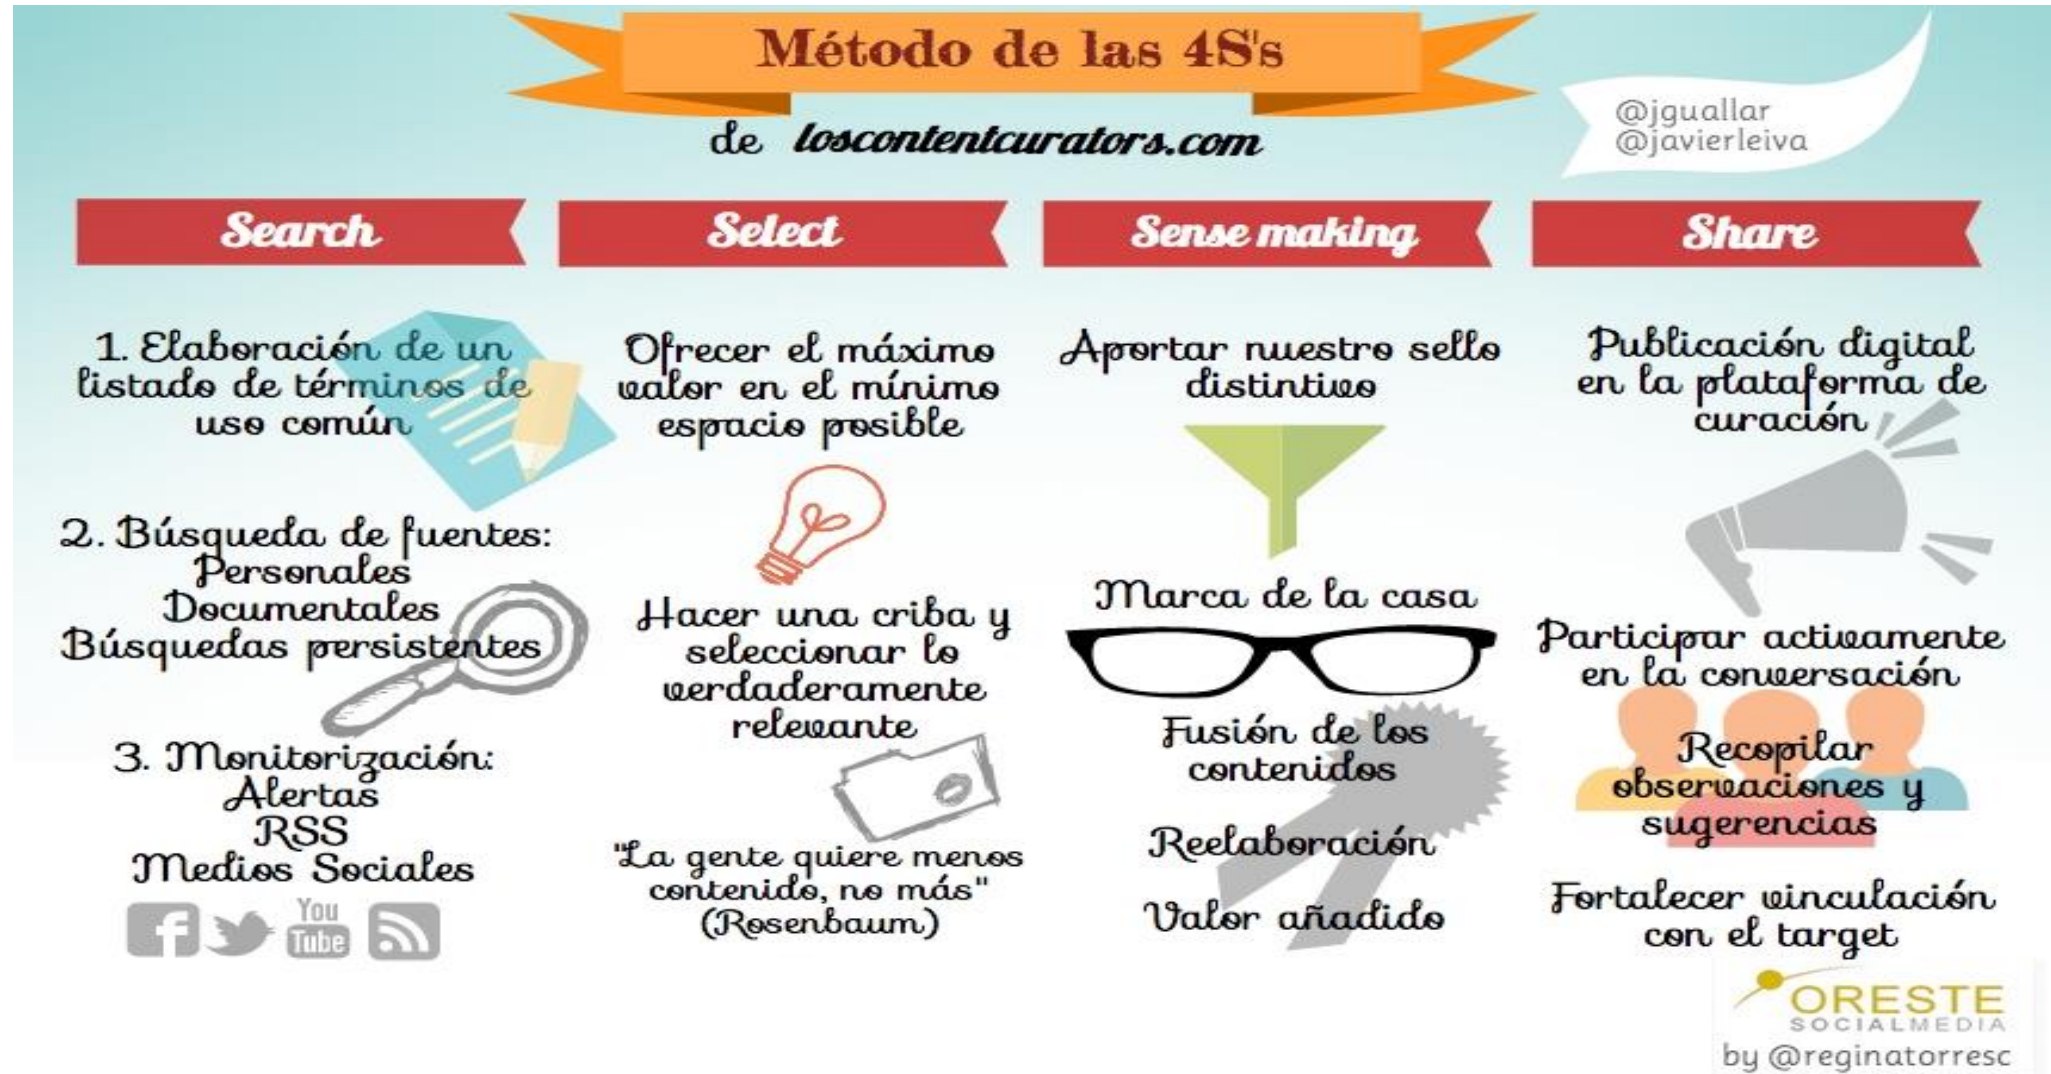 Método de las 4S's
de loscontentcurators.com
@jguallar
@javierleiva
Search
1. Elaboración de un
listado de términos de
uso común
2. Búsqueda de fuentes:
Personales
Documentales
Búsquedas persistentes
3. Monitorización:
Alertas
RSS
Medios Sociales
f
You
Tube
Select
Ofrecer el máximo
valor en el mínimo
espacio posible
Hacer una criba y
seleccionar lo
verdaderamente
relevante
"La gente quiere menos
contenido, no más"
(Rosenbaum)
Sense making
Aportar nuestro sello
distintivo
Marca de la casa
Fusión de los
contenidos
Reelaboración
Valor añadido
Share
Publicación digital
en la plataforma de
curación
Participar activamente
en la conversación
Recopilar
observaciones y
sugerencias
Fortalecer vinculación
con el target
ORESTE
SOCIALMEDIA
by @reginatorresc